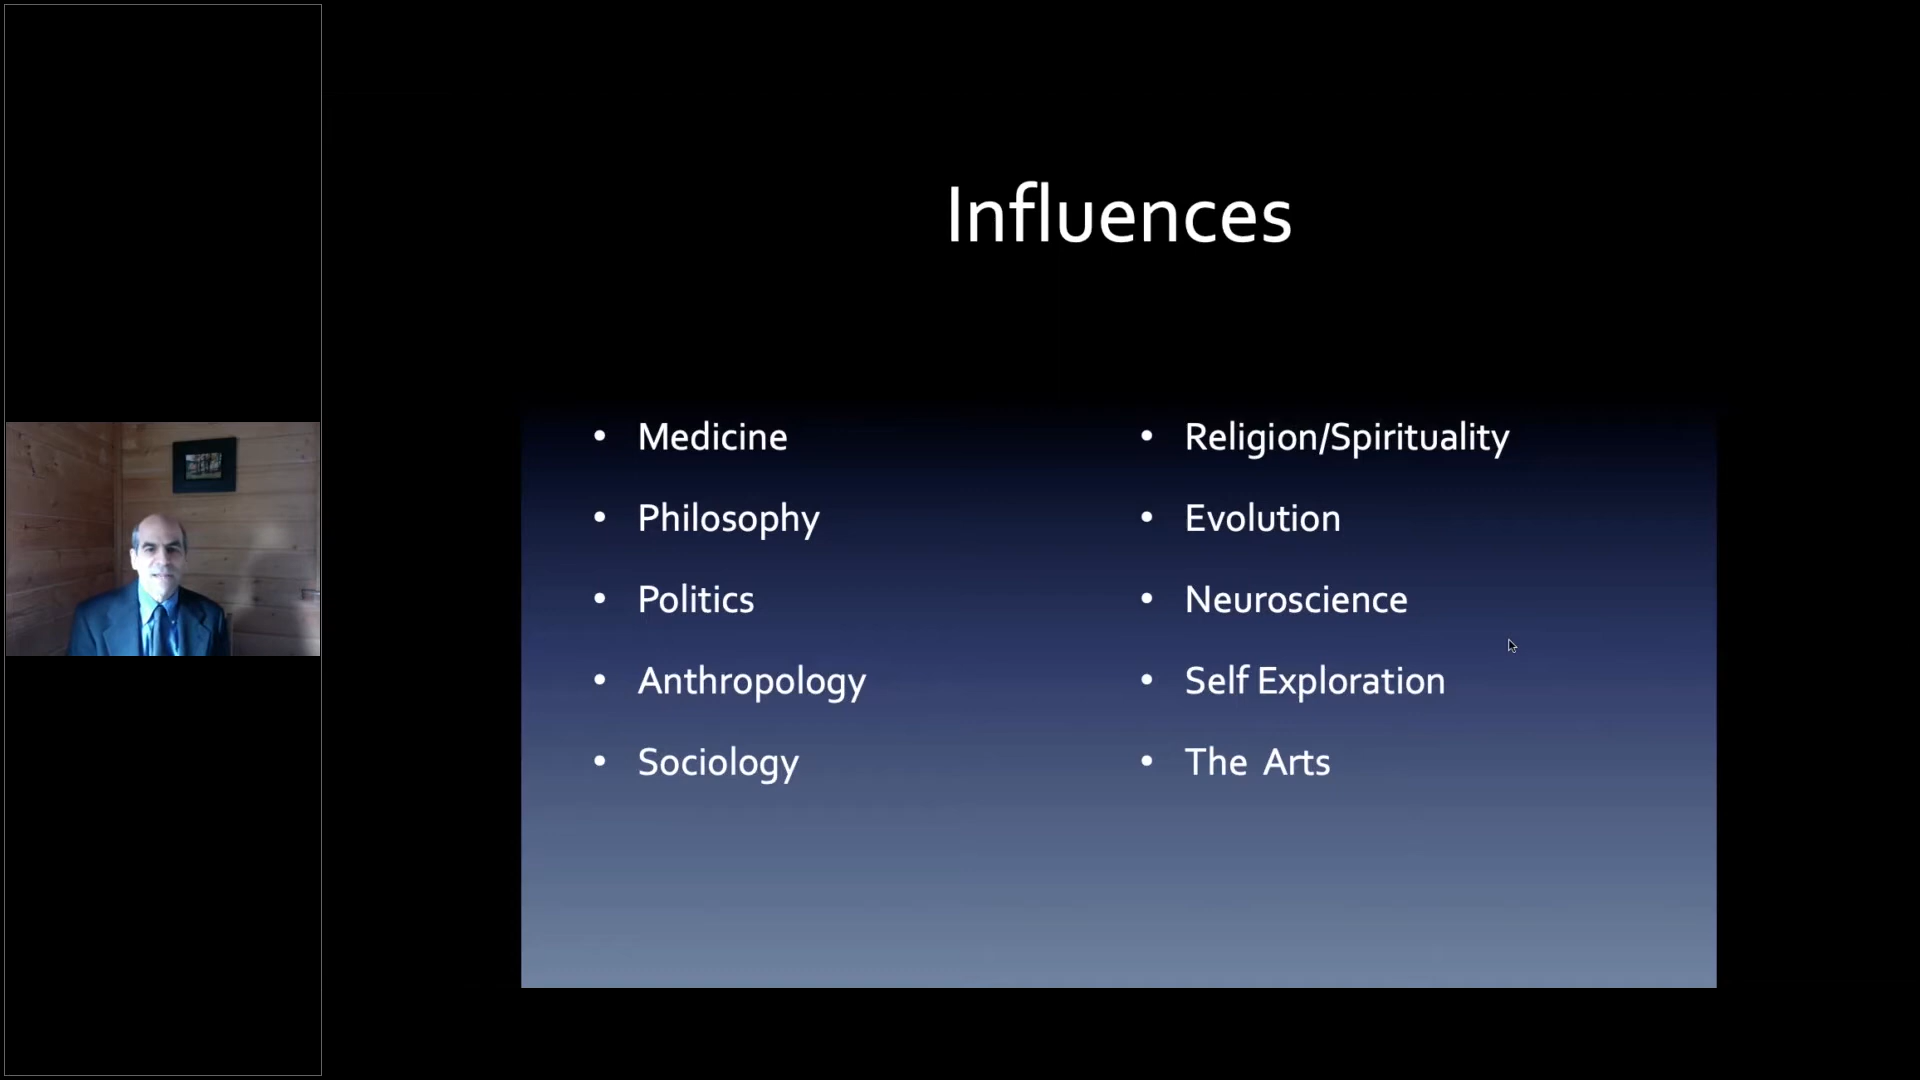 Influences
• Medicine
• Philosophy
• Politics
• Anthropology
• Sociology
• Religion/Spirituality
• Evolution
• Neuroscience
• Self Exploration
• The Arts